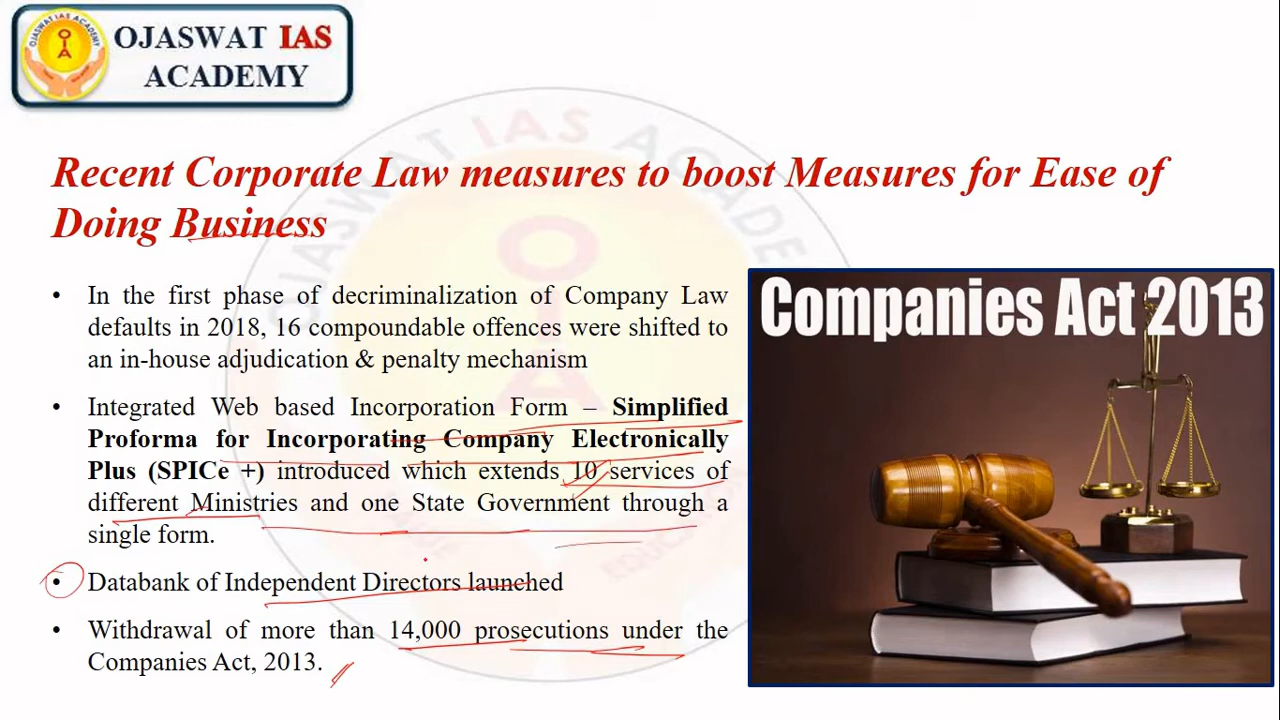 OJASWAT IAS
ACADEMY
Recent Corporate Law measures to boost Measures for Ease of
Doing Business
• In the first phase of decriminalization of Company Law
defaults in 2018, 16 compoundable offences were shifted to
an in-house adjudication & penalty mechanism
• Integrated Web based Incorporation Form – Simplified
Proforma for Incorporating Company Electronically
Plus (SPICe +) introduced which extends 10 services of
different Ministries and one State Government through a
single form.
• Databank of Independent Directors launched
• Withdrawal of more than 14,000 prosecutions under the
Companies Act, 2013.
Companies Act 2013
OJASWAT IAS ACADEMY